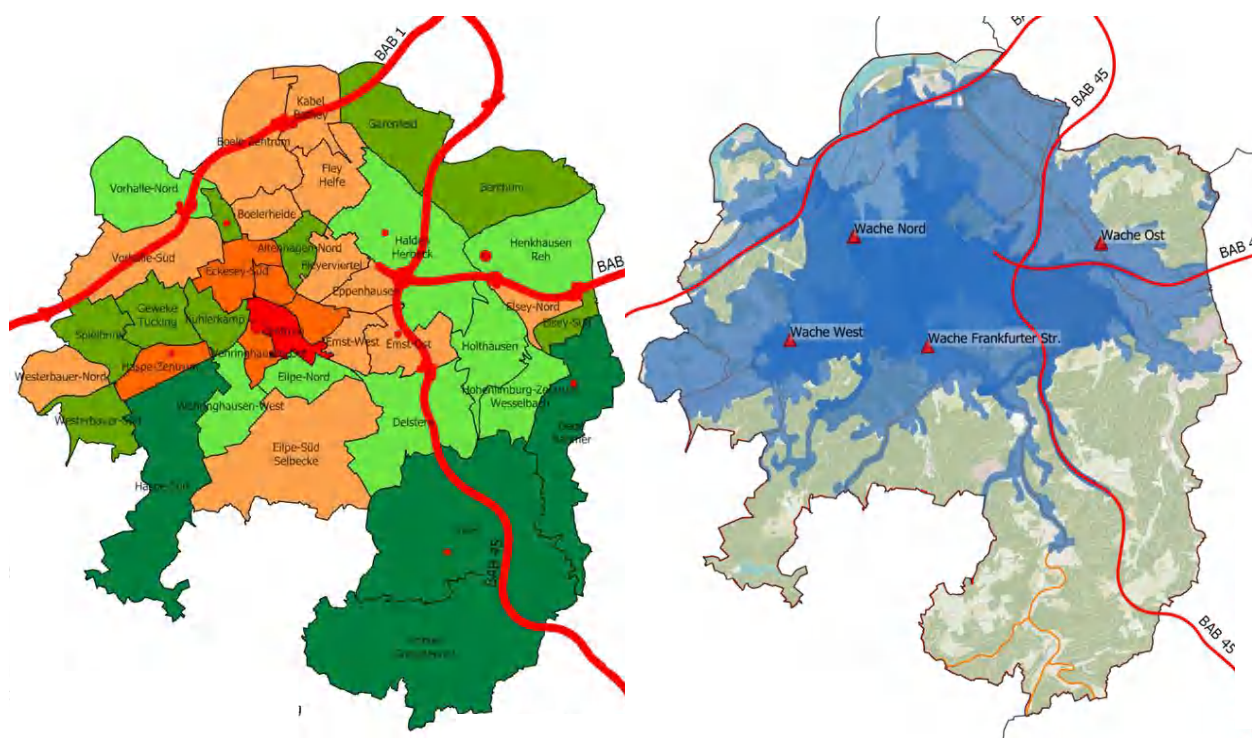 BAB 1
Kabel
Garenfeld
Boele-Zentrum
Fley
Helfe
Vorhalle-Nord
Boelerheide
Berchum
Altenhagen-Nord
Halden
Herbeck
Henkhausen
Reh
Vorhalle-Süd
Eckesey-Süd
Fleyerviertel
BAB
Eppenhausen
Geweke
Tücking
Kuhlerkamp
Elsey-Nord
Elsey-Süd
Spielbrink
Zentrum
Emst-West
Emst-Ost
Holthausen
Haspe-Zentrum
Westerbauer-Nord
Eilpe-Nord
Hohenlimburg-Zentrum
Wesselbach
Wehringhausen-West
Westerbauer-Süd
Delstern
Eilpe-Süd
Selbecke
Haspe-Süd
BAB 45
BAB 45
Wache Nord
Wache Ost
BAB 4
Wache West
Wache Frankfurter Str.
BAB 45